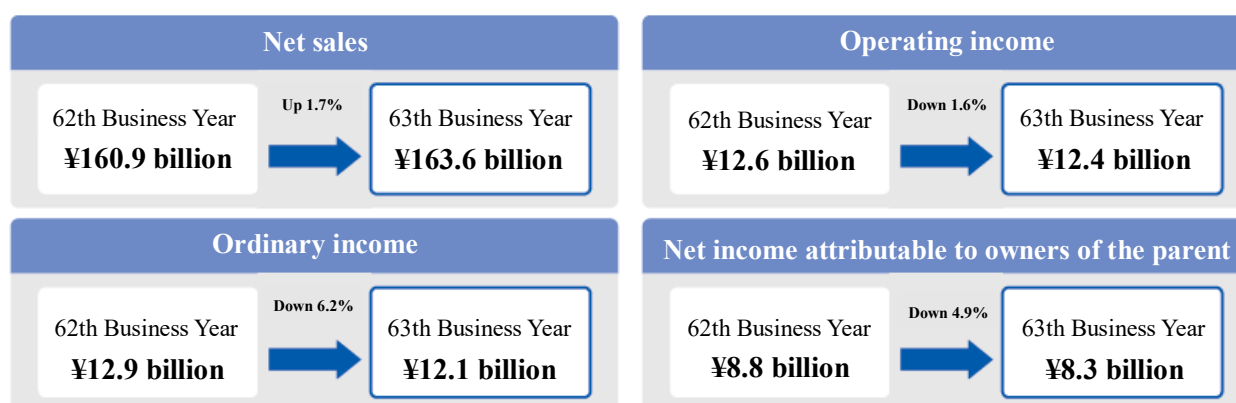 Net sales
62th Business Year
¥160.9 billion
Up 1.7%
63th Business Year
¥163.6 billion
Operating income
62th Business Year
¥12.6 billion
Down 1.6%
63th Business Year
¥12.4 billion
Ordinary income
62th Business Year
¥12.9 billion
Down 6.2%
63th Business Year
¥12.1 billion
Net income attributable to owners of the parent
62th Business Year
¥8.8 billion
Down 4.9%
63th Business Year
¥8.3 billion